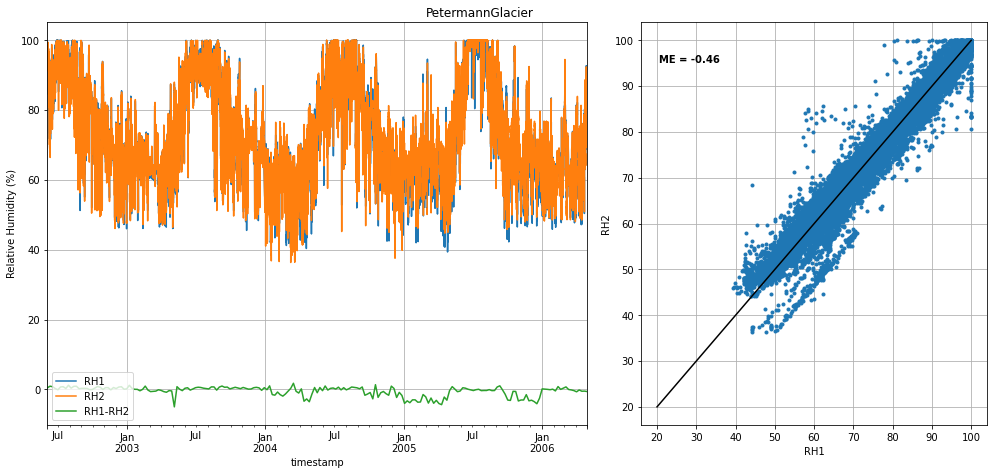 PetermannGlacier
Relative Humidity (%)
100
80
60
40
20
0
RH1
RH2
RH1-RH2
Jul
Jan
2003
Jul
Jan
2004
Jul
Jan
2005
Jul
Jan
2006
timestamp
ME = -0.46
RH2
100
90
80
70
60
50
40
30
20
20
30
40
50
60
70
80
90
100
RH1